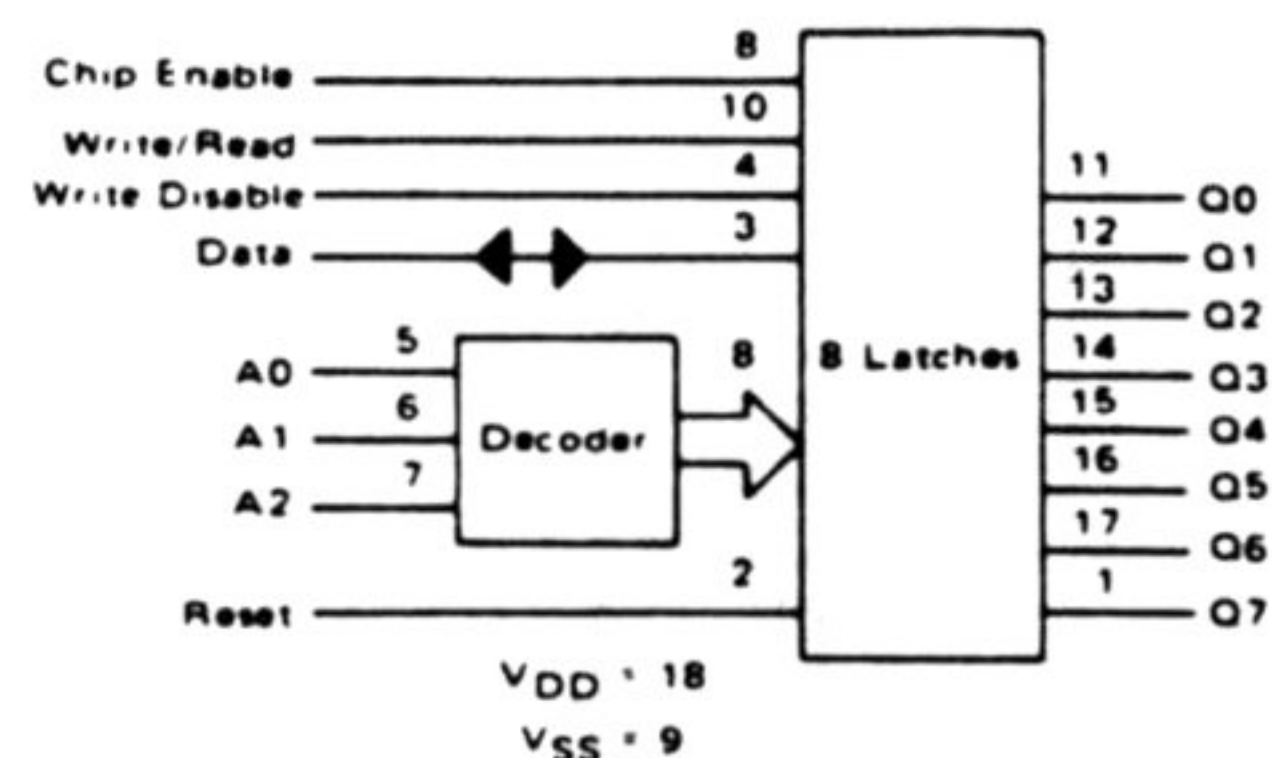 Chip Enable 8
Write/Read 10
Write Disable 4
Data 3
A0 5
A1 6
A2 7
Decoder
8
Reset 2
8 Latches
11 Q0
12 Q1
13 Q2
14 Q3
15 Q4
16 Q5
17 Q6
1 Q7
VDD = 18
VSS = 9